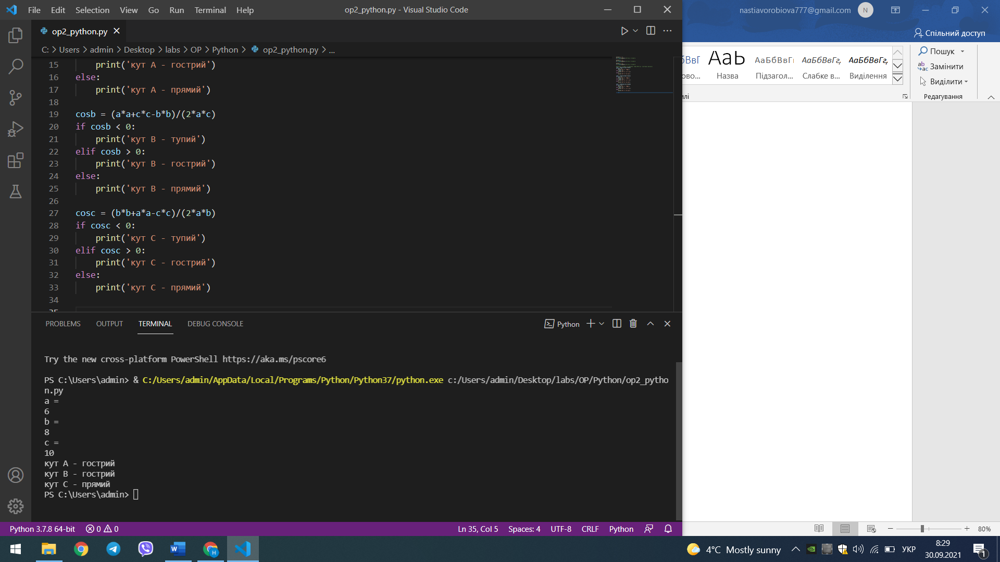 File Edit Selection View Go Run Terminal Help
op2_python.py - Visual Studio Code
op2_python.py
C: > Users > admin > Desktop > labs > OP > Python > op2_python.py > ...
15 print('кут A - гострий')
16 else:
17 print('кут A - прямий')
18
19 cosb = (a*a+c*c-b*b)/(2*a*c)
20 if cosb < 0:
21 print('кут B - тупий')
22 elif cosb > 0:
23 print('кут B - гострий')
24 else:
25 print('кут B - прямий')
26
27 cosc = (b*b+a*a-c*c)/(2*a*b)
28 if cosc < 0:
29 print('кут C - тупий')
30 elif cosc > 0:
31 print('кут C - гострий')
32 else:
33 print('кут C - прямий')
34
35
PROBLEMS OUTPUT TERMINAL DEBUG CONSOLE
Python
Try the new cross-platform PowerShell https://aka.ms/pscore6
PS C:\Users\admin> & C:/Users/admin/AppData/Local/Programs/Python/Python37/python.exe c:/Users/admin/Desktop/labs/OP/Python/op2_pytho
n.py
a =
6
b =
8
c =
10
кут A - гострий
кут B - гострий
кут C - прямий
PS C:\Users\admin>
Python 3.7.8 64-bit 0 0
Ln 35, Col 5 Spaces: 4 UTF-8 CRLF Python
nastiavorobiova777@gmail.com N
Спільний доступ
АаБ АаБбВвГг АаБбВвГг, АаБбВвГг,
Назва Підзагол... Слабке в... Виділення
Пошук
Замінити
Виділити
Редагування
80%
4°C Mostly sunny
УКР
8:29
30.09.2021
1